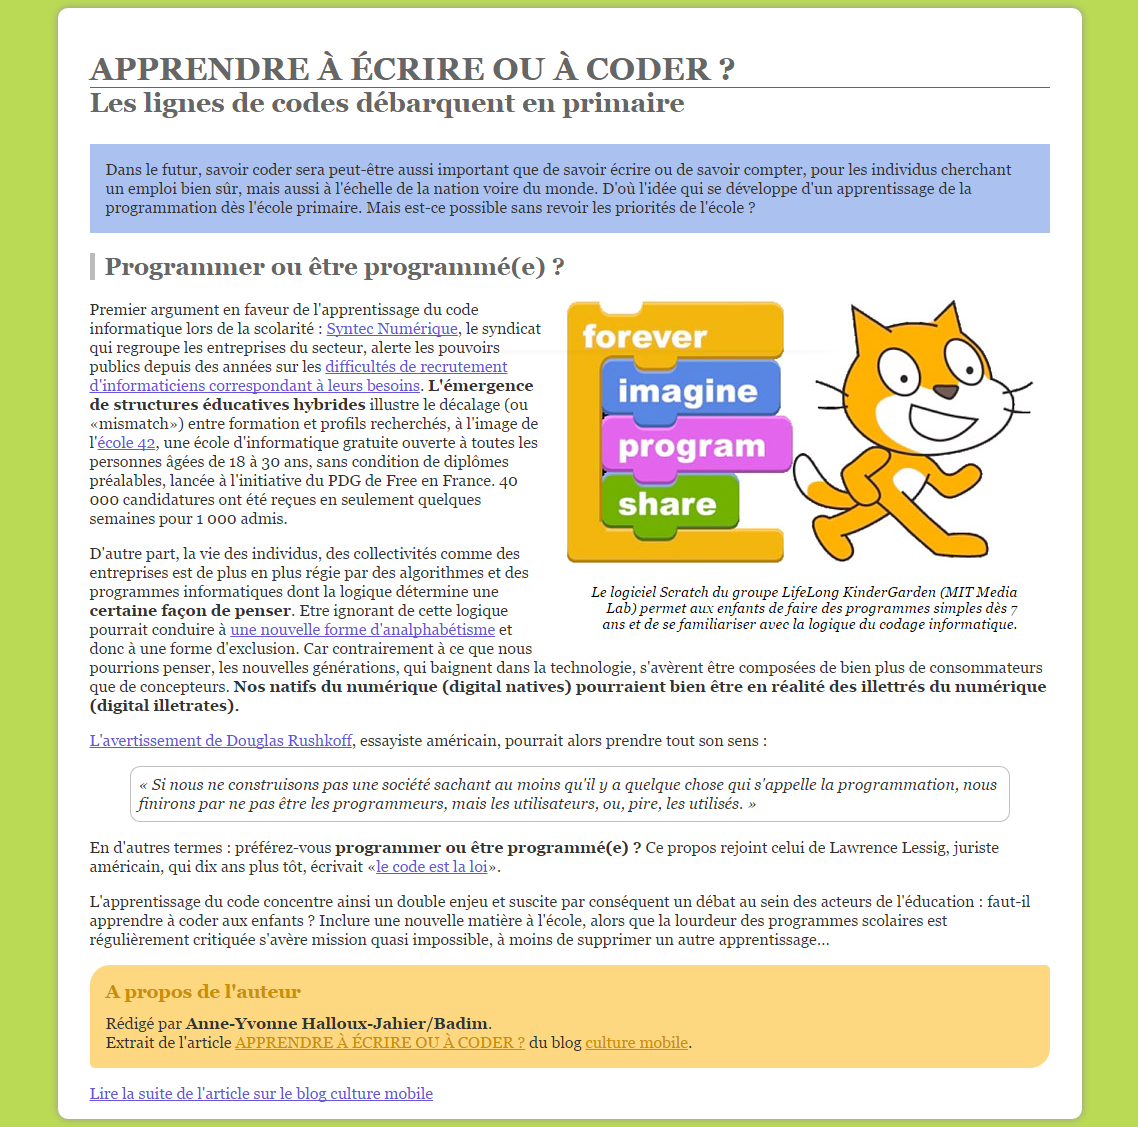 APPRENDRE À ÉCRIRE OU À CODER ?
Les lignes de codes débarquent en primaire
Dans le futur, savoir coder sera peut-être aussi important que de savoir écrire ou de savoir compter, pour les individus cherchant
un emploi bien sûr, mais aussi à l'échelle de la nation voire du monde. D'où l'idée qui se développe d'un apprentissage de la
programmation dès l'école primaire. Mais est-ce possible sans revoir les priorités de l'école ?
Programmer ou être programmé(e) ?
Premier argument en faveur de l'apprentissage du code
informatique lors de la scolarité : Syntec Numérique, le syndicat
qui regroupe les entreprises du secteur, alerte les pouvoirs
publics depuis des années sur les difficultés de recrutement
d'informaticiens correspondant à leurs besoins. L'émergence
de structures éducatives hybrides illustre le décalage (ou
«mismatch») entre formation et profils recherchés, à l'image de
l'école 42, une école d'informatique gratuite ouverte à toutes les
personnes âgées de 18 à 30 ans, sans condition de diplômes
préalables, lancée à l'initiative du PDG de Free en France. 40
000 candidatures ont été reçues en seulement quelques
semaines pour 1 000 admis.
forever
imagine
program
share
Le logiciel Scratch du groupe LifeLong KinderGarden (MIT Media
Lab) permet aux enfants de faire des programmes simples dès 7
ans et de se familiariser avec la logique du codage informatique.
D'autre part, la vie des individus, des collectivités comme des
entreprises est de plus en plus régie par des algorithmes et des
programmes informatiques dont la logique détermine une
certaine façon de penser. Etre ignorant de cette logique
pourrait conduire à une nouvelle forme d'analphabétisme et
donc à une forme d'exclusion. Car contrairement à ce que nous
pourrions penser, les nouvelles générations, qui baignent dans la technologie, s'avèrent être composées de bien plus de consommateurs
que de concepteurs. Nos natifs du numérique (digital natives) pourraient bien être en réalité des illettrés du numérique
(digital illetrates).
L'avertissement de Douglas Rushkoff, essayiste américain, pourrait alors prendre tout son sens :
« Si nous ne construisons pas une société sachant au moins qu'il y a quelque chose qui s'appelle la programmation, nous
finirons par ne pas être les programmeurs, mais les utilisateurs, ou, pire, les utilisés. »
En d'autres termes : préférez-vous programmer ou être programmé(e) ? Ce propos rejoint celui de Lawrence Lessig, juriste
américain, qui dix ans plus tôt, écrivait «le code est la loi».
L'apprentissage du code concentre ainsi un double enjeu et suscite par conséquent un débat au sein des acteurs de l'éducation : faut-il
apprendre à coder aux enfants ? Inclure une nouvelle matière à l'école, alors que la lourdeur des programmes scolaires est
régulièrement critiquée s'avère mission quasi impossible, à moins de supprimer un autre apprentissage...
A propos de l'auteur
Rédigé par Anne-Yvonne Halloux-Jahier/Badim.
Extrait de l'article APPRENDRE À ÉCRIRE OU À CODER ? du blog culture mobile.
Lire la suite de l'article sur le blog culture mobile